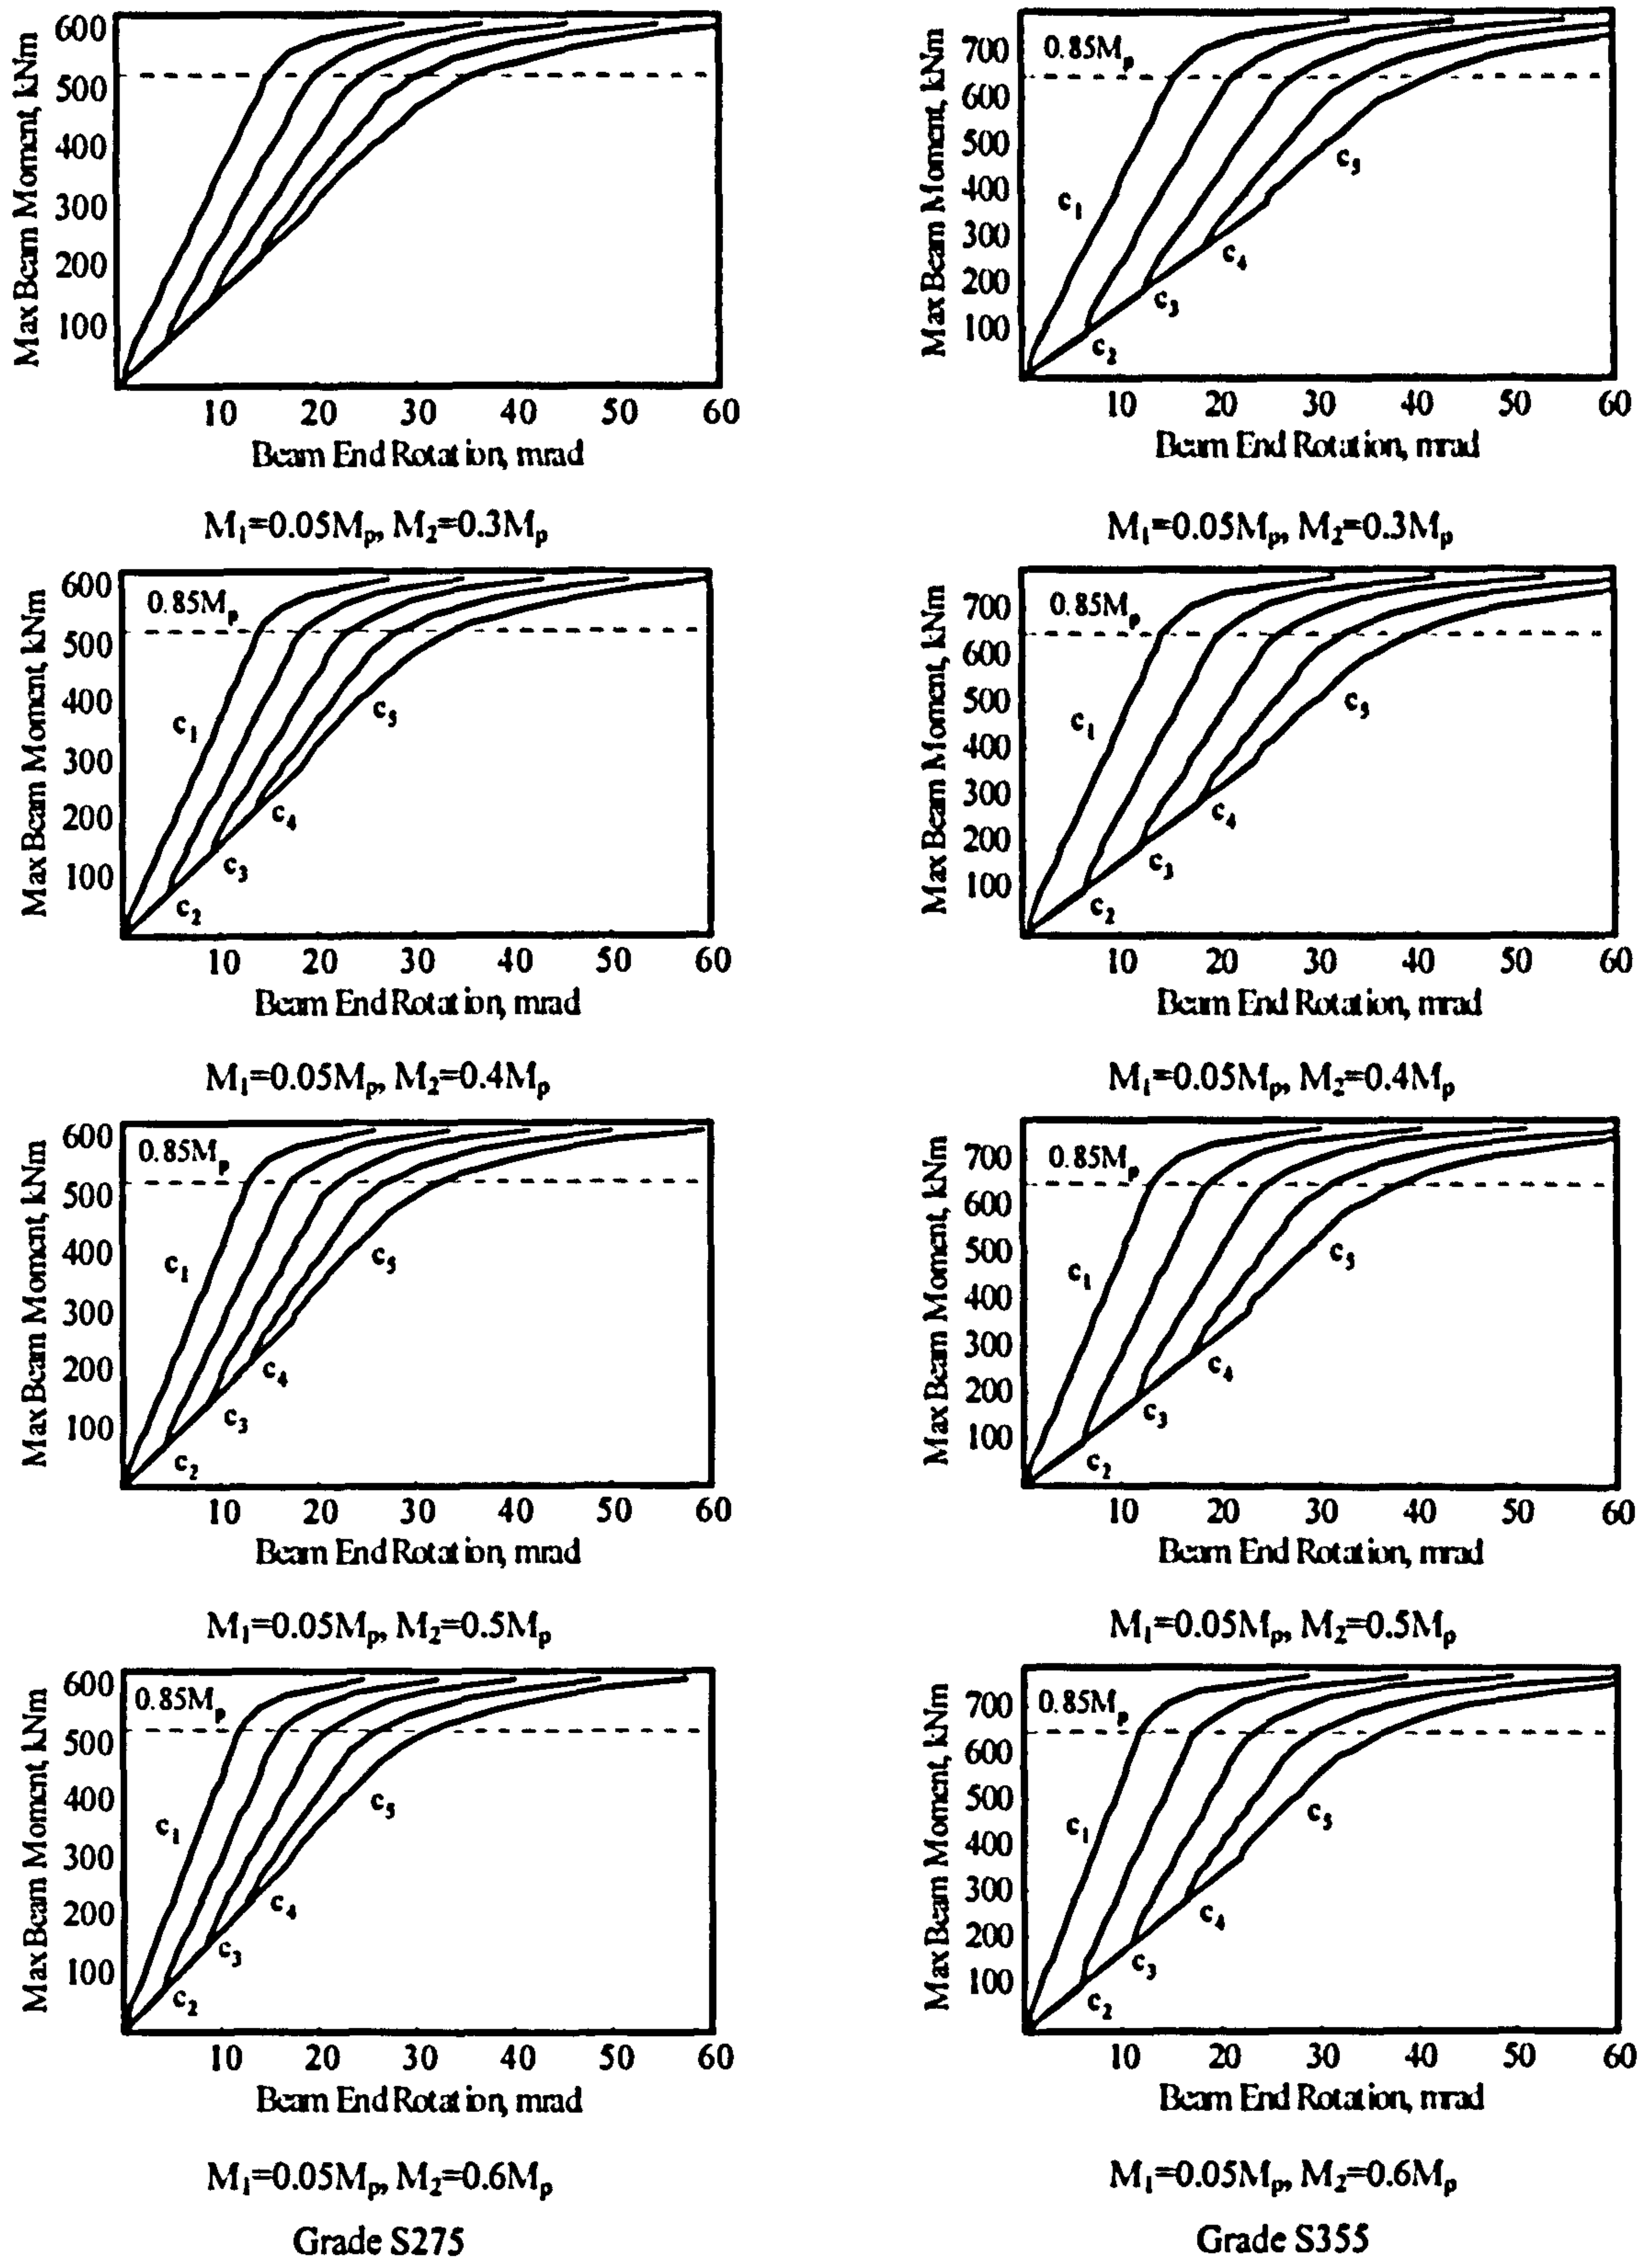 Max Beam Moment, kNm
600
500
400
300
200
100
10 20 30 40 50 60
Beam End Rotation, mrad
M1=0.05Mp, M2=0.3Mp
Max Beam Moment, kNm
0.85Mp
700
600
500
400
300
200
100
c1
c2
c3
c4
c5
10 20 30 40 50 60
Beam End Rotation, mrad
M1=0.05Mp, M2=0.3Mp
Max Beam Moment, kNm
0.85Mp
600
500
400
300
200
100
c1
c2
c3
c4
c5
10 20 30 40 50 60
Beam End Rotation, mrad
M1=0.05Mp, M2=0.4Mp
Max Beam Moment, kNm
0.85Mp
700
600
500
400
300
200
100
c1
c2
c3
c4
c5
10 20 30 40 50 60
Beam End Rotation, mrad
M1=0.05Mp, M2=0.4Mp
Max Beam Moment, kNm
0.85Mp
600
500
400
300
200
100
c1
c2
c3
c4
c5
10 20 30 40 50 60
Beam End Rotation, mrad
M1=0.05Mp, M2=0.5Mp
Max Beam Moment, kNm
0.85Mp
700
600
500
400
300
200
100
c1
c2
c3
c4
c5
10 20 30 40 50 60
Beam End Rotation, mrad
M1=0.05Mp, M2=0.5Mp
Max Beam Moment, kNm
0.85Mp
600
500
400
300
200
100
c1
c2
c3
c4
c5
10 20 30 40 50 60
Beam End Rotation, mrad
M1=0.05Mp, M2=0.6Mp
Grade S275
Max Beam Moment, kNm
0.85Mp
700
600
500
400
300
200
100
c1
c2
c3
c4
c5
10 20 30 40 50 60
Beam End Rotation, mrad
M1=0.05Mp, M2=0.6Mp
Grade S355